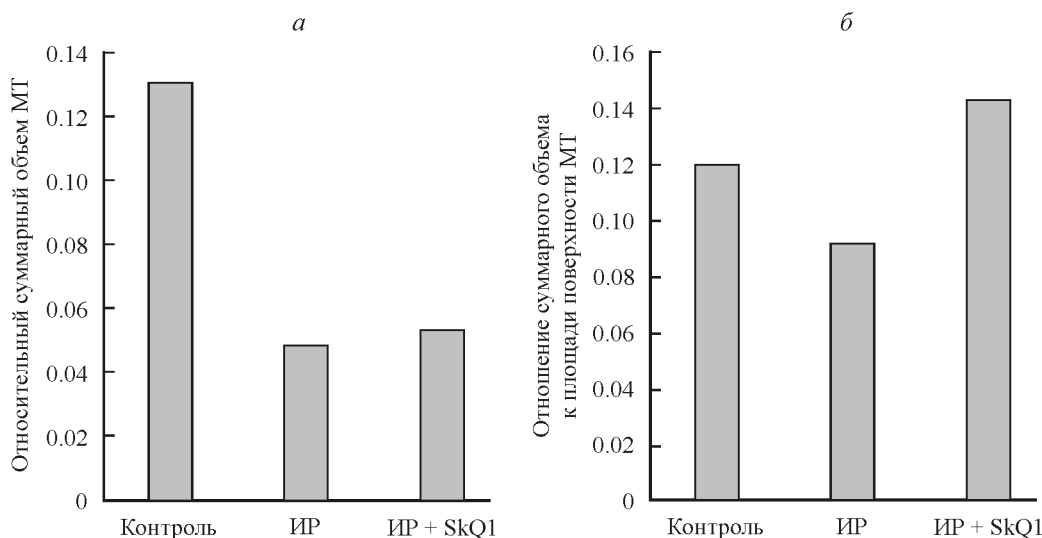 а
Относительный суммарный объем МТ
0.14
0.12
0.10
0.08
0.06
0.04
0.02
0
Контроль
ИР
ИР + SkQ1
б
Отношение суммарного объема
к площади поверхности МТ
0.16
0.14
0.12
0.10
0.08
0.06
0.04
0.02
0
Контроль
ИР
ИР + SkQ1